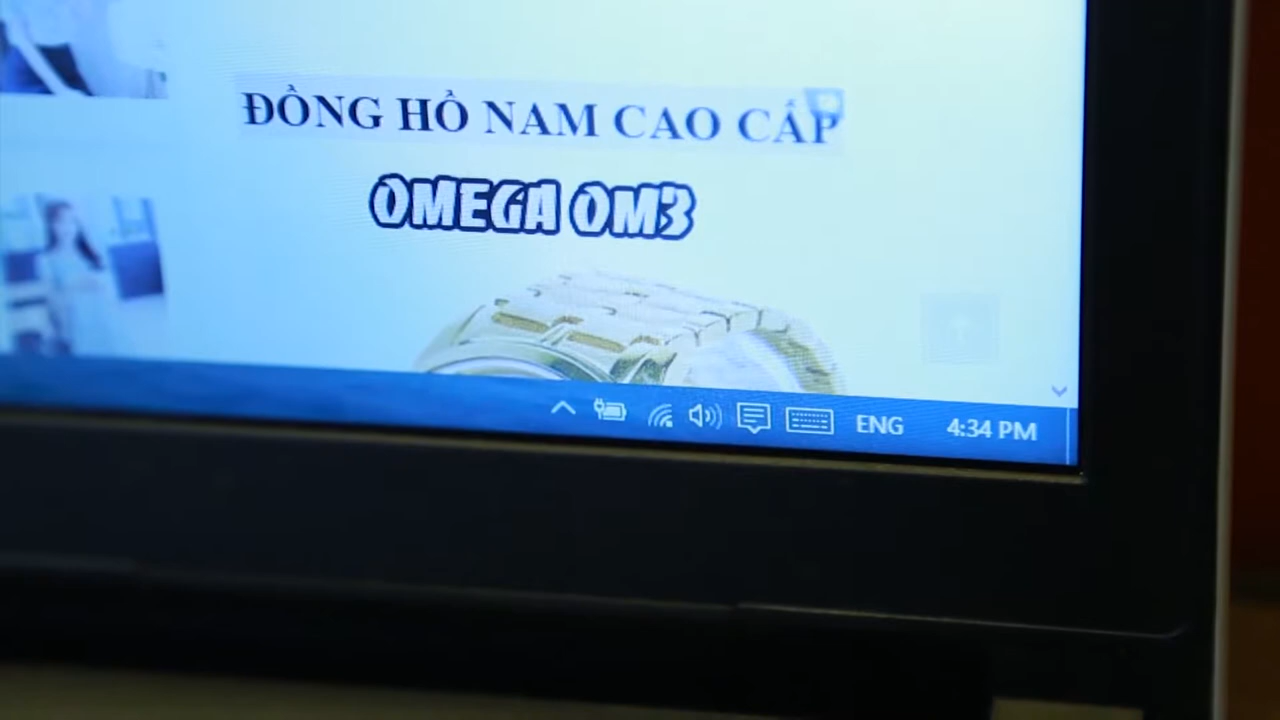 ĐỒNG HỒ NAM CAO CẤP
OMEGA OM3
ENG 4:34 PM